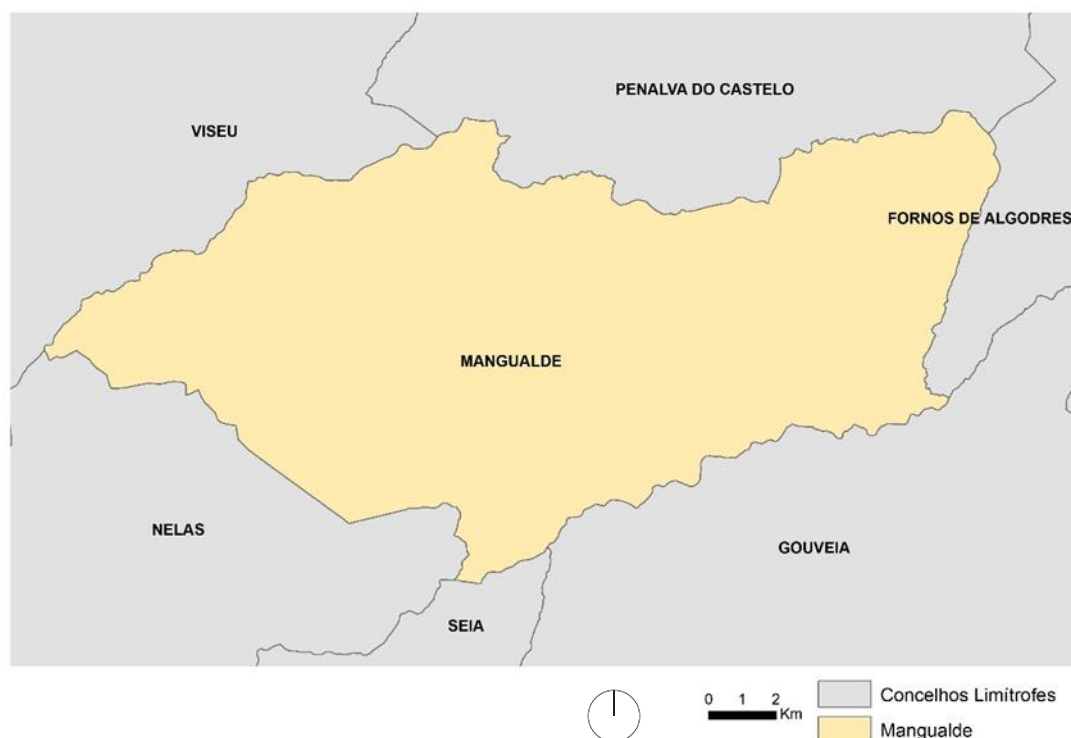 PENALVA DO CASTELO
VISEU
FORNOS DE ALGODRES
MANGUALDE
NELAS
GOUVEIA
SEIA
0 1 2
Km
Concelhos Limítrofes
Mangualde